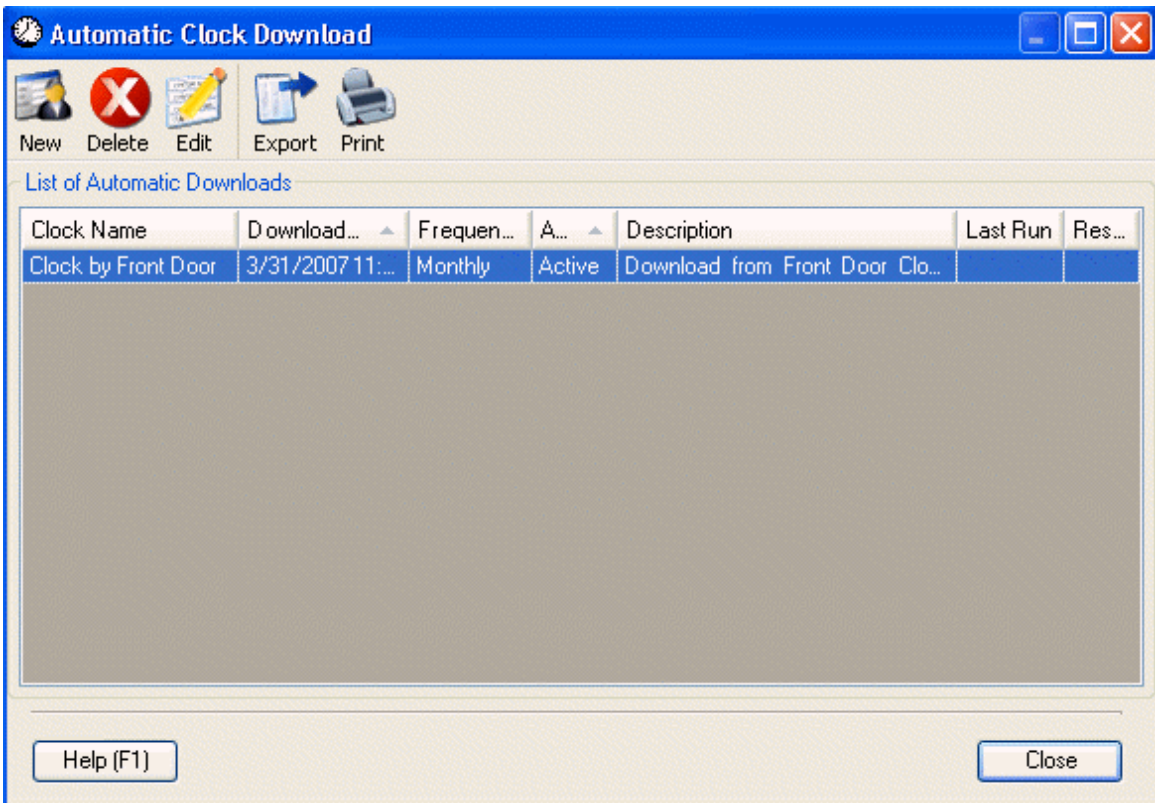 Automatic Clock Download
New Delete Edit Export Print
List of Automatic Downloads
Clock Name Download... Frequen... A... Description Last Run Res...
Clock by Front Door 3/31/2007 11:... Monthly Active Download from Front Door Clo...
Help (F1) Close